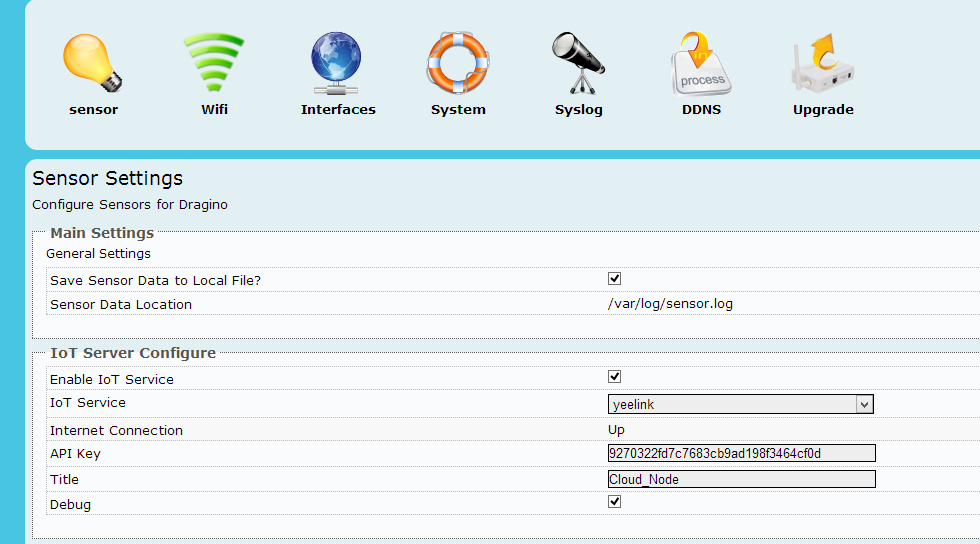 sensor Wifi Interfaces System Syslog process DDNS Upgrade
Sensor Settings
Configure Sensors for Dragino
Main Settings
General Settings
Save Sensor Data to Local File?
Sensor Data Location /var/log/sensor.log
IoT Server Configure
Enable IoT Service
IoT Service yeelink
Internet Connection Up
API Key 9270322fd7c7683cb9ad198f3464cf0d
Title Cloud_Node
Debug